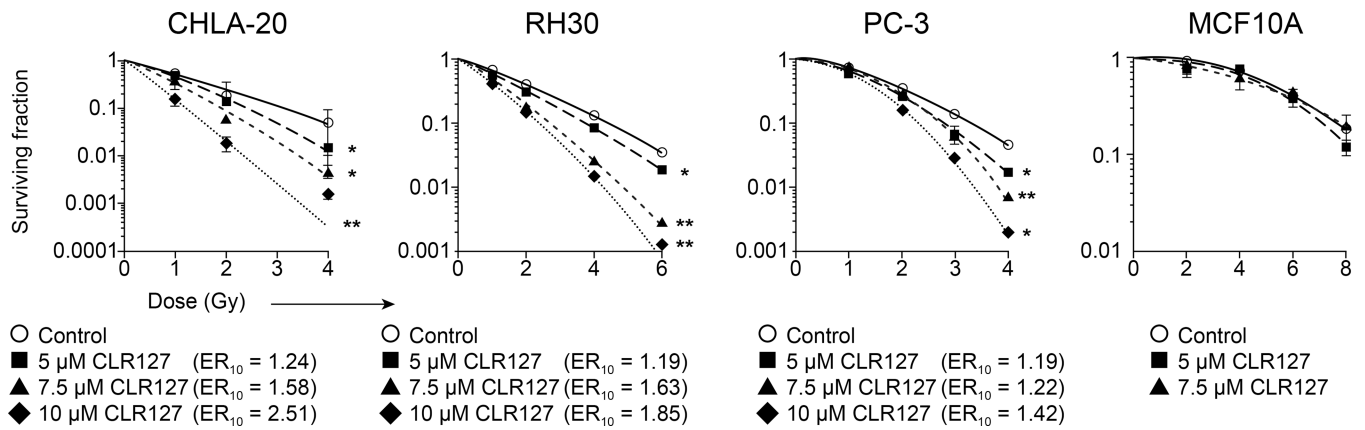 CHLA-20
RH30
PC-3
MCF10A
Surviving fraction
1
0.1
0.01
0.001
0.0001
0 1 2 3 4
*
*
**
1
0.1
0.01
0.001
0 2 4 6
*
**
**
1
0.1
0.01
0.001
0 1 2 3 4
*
**
*
1
0.1
0.01
0 2 4 6 8
Dose (Gy)
Control
5 µM CLR127 (ER10 = 1.24)
7.5 µM CLR127 (ER10 = 1.58)
10 µM CLR127 (ER10 = 2.51)
Control
5 µM CLR127 (ER10 = 1.19)
7.5 µM CLR127 (ER10 = 1.63)
10 µM CLR127 (ER10 = 1.85)
Control
5 µM CLR127 (ER10 = 1.19)
7.5 µM CLR127 (ER10 = 1.22)
10 µM CLR127 (ER10 = 1.42)
Control
5 µM CLR127
7.5 µM CLR127